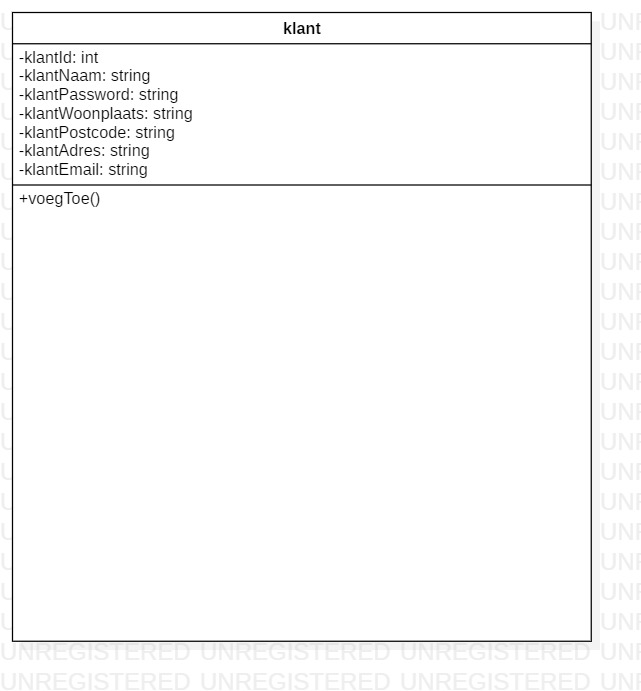 klant
-klantId: int
-klantNaam: string
-klantPassword: string
-klantWoonplaats: string
-klantPostcode: string
-klantAdres: string
-klantEmail: string
+voegToe()
UNREGISTERED UNREGISTERED UNREGISTERED UNR
UNREGISTERED UNREGISTERED UNREGISTERED UNR